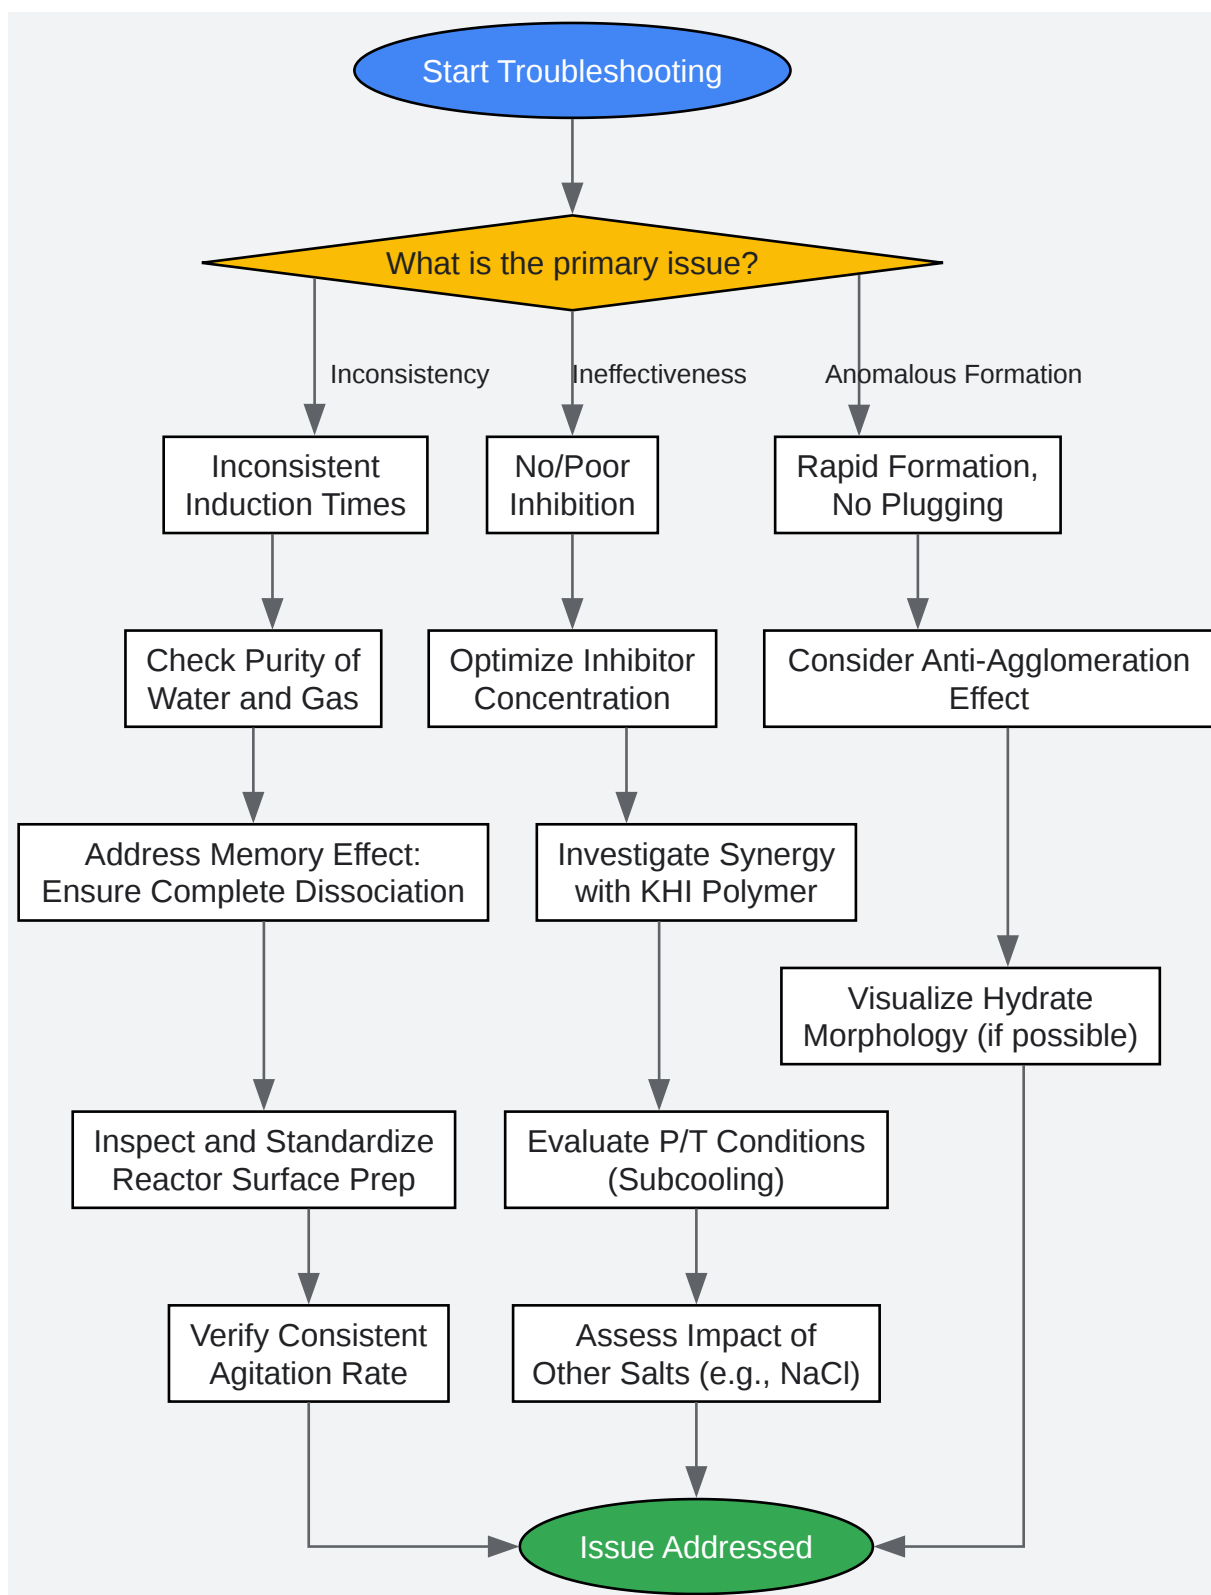 Start Troubleshooting
What is the primary issue?
Inconsistency
Ineffectiveness
Anomalous Formation
Inconsistent
Induction Times
No/Poor
Inhibition
Rapid Formation,
No Plugging
Check Purity of
Water and Gas
Optimize Inhibitor
Concentration
Consider Anti-Agglomeration
Effect
Address Memory Effect:
Ensure Complete Dissociation
Investigate Synergy
with KHI Polymer
Visualize Hydrate
Morphology (if possible)
Inspect and Standardize
Reactor Surface Prep
Evaluate P/T Conditions
(Subcooling)
Verify Consistent
Agitation Rate
Assess Impact of
Other Salts (e.g., NaCl)
Issue Addressed